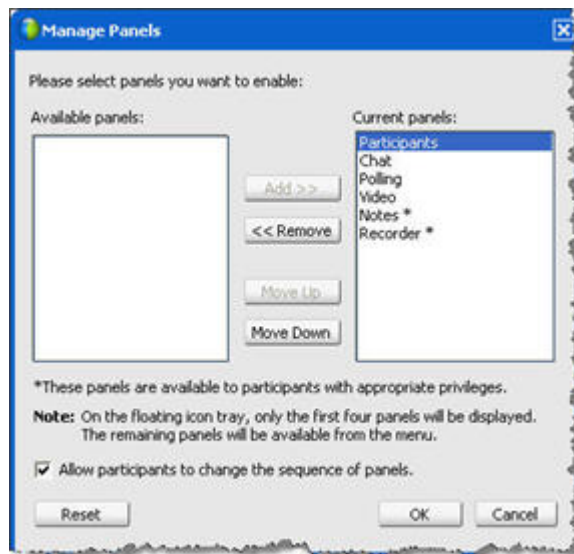 Manage Panels
Please select panels you want to enable:
Available panels:
Current panels:
Participants
Chat
Polling
Video
Notes *
Recorder *
Add >>
<< Remove
Move Up
Move Down
*These panels are available to participants with appropriate privileges.
Note: On the floating icon tray, only the first four panels will be displayed.
The remaining panels will be available from the menu.
Allow participants to change the sequence of panels.
Reset
OK
Cancel